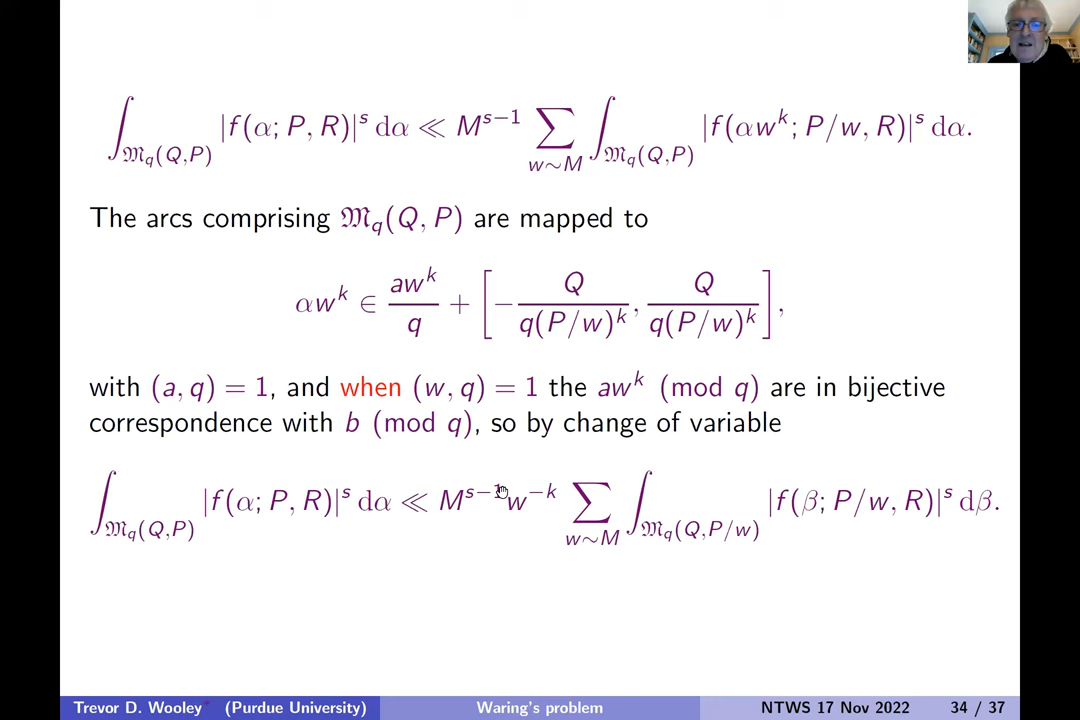 ∫_{𝔐_q(Q,P)} |f(α; P, R)|^s dα ≪ M^{s−1} ∑_{w∼M} ∫_{𝔐_q(Q,P)} |f(αw^k; P/w, R)|^s dα.
The arcs comprising 𝔐_q(Q, P) are mapped to
αw^k ∈ aw^k/q + [−Q/(q(P/w)^k), Q/(q(P/w)^k)],
with (a, q) = 1, and when (w, q) = 1 the aw^k (mod q) are in bijective
correspondence with b (mod q), so by change of variable
∫_{𝔐_q(Q,P)} |f(α; P, R)|^s dα ≪ M^{s−1}w^{−k} ∑_{w∼M} ∫_{𝔐_q(Q,P/w)} |f(β; P/w, R)|^s dβ.
Trevor D. Wooley (Purdue University) Waring's problem NTWS 17 Nov 2022 34 / 37